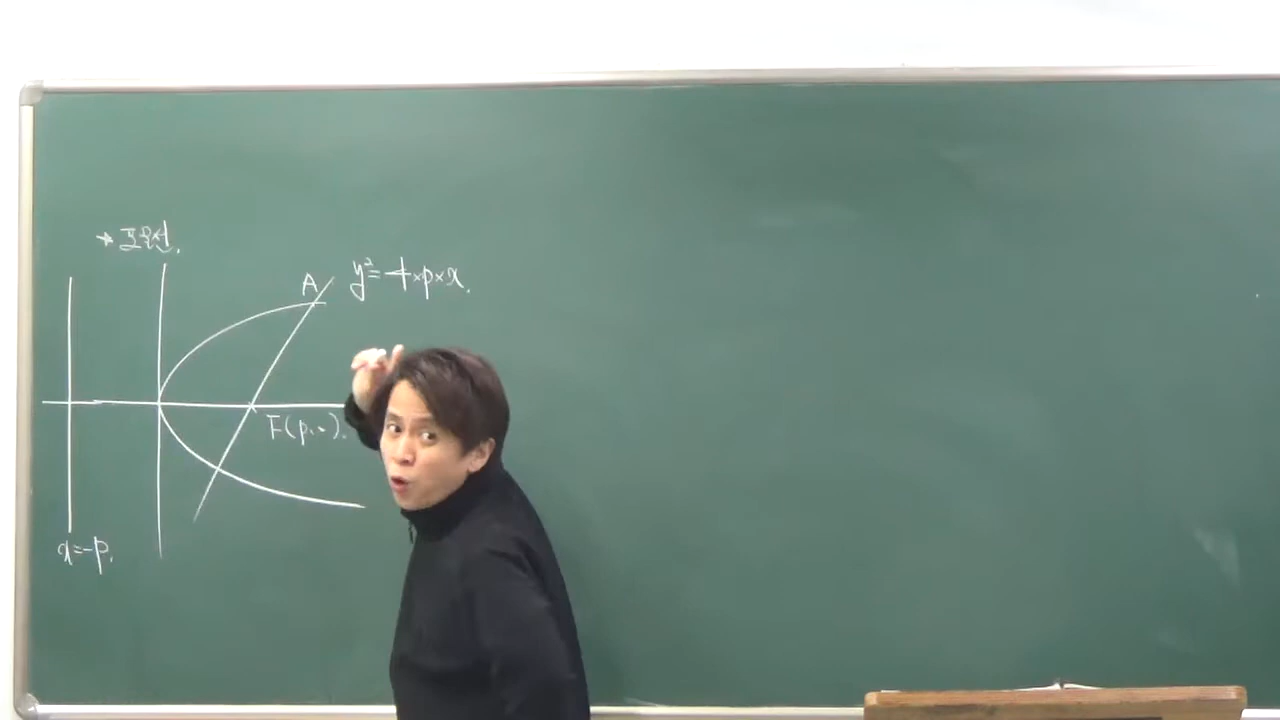 → 포물선.
A
y²=4×p×x.
F(p,0).
x=-p.